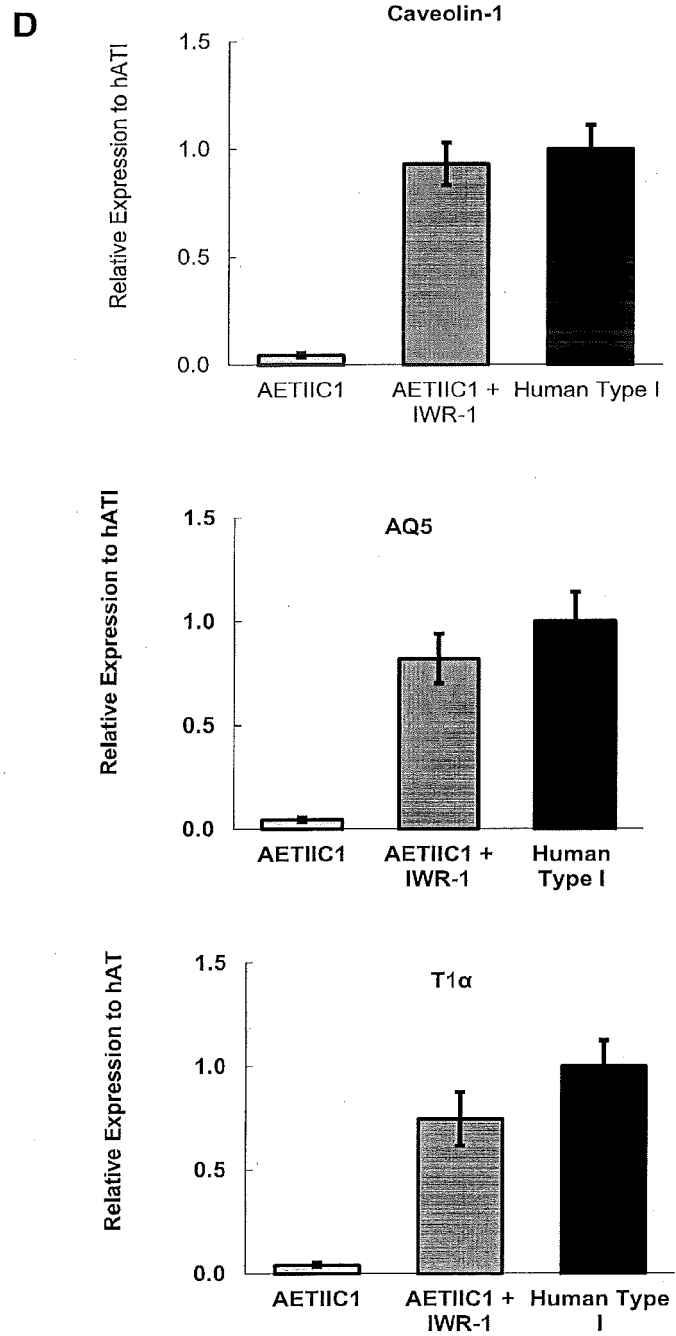 D
Caveolin-1
Relative Expression to hATI
1.5
1.0
0.5
0.0
AETIIC1
AETIIC1 +
IWR-1
Human Type I
AQ5
Relative Expression to hATI
1.5
1.0
0.5
0.0
AETIIC1
AETIIC1 +
IWR-1
Human
Type I
T1α
Relative Expression to hAT
1.5
1.0
0.5
0.0
AETIIC1
AETIIC1 +
IWR-1
Human Type
I